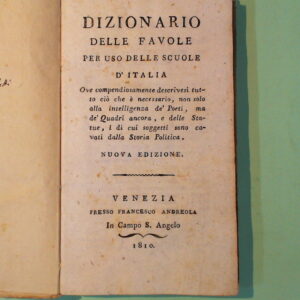 DIZIONARIO
DELLE FAVOLE
PER USO DELLE SCUOLE
D'ITALIA
Ove compendiosamente descrivesi tut-
to ciò che è necessario, non solo
alla intelligenza de' Poeti, ma
de' Quadri ancora, e delle Sta-
tue, i di cui soggetti sono ca-
vati dalla Storia Politica.
NUOVA EDIZIONE.
VENEZIA
PRESSO FRANCESCO ANDREOLA
In Campo S. Angelo
1810.